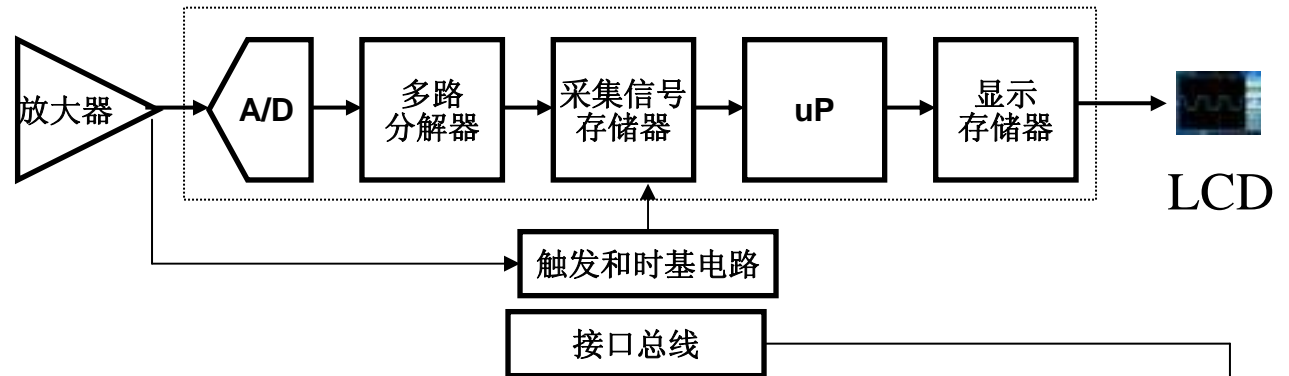 放大器
A/D
多路
分解器
采集信号
存储器
uP
显示
存储器
LCD
触发和时基电路
接口总线